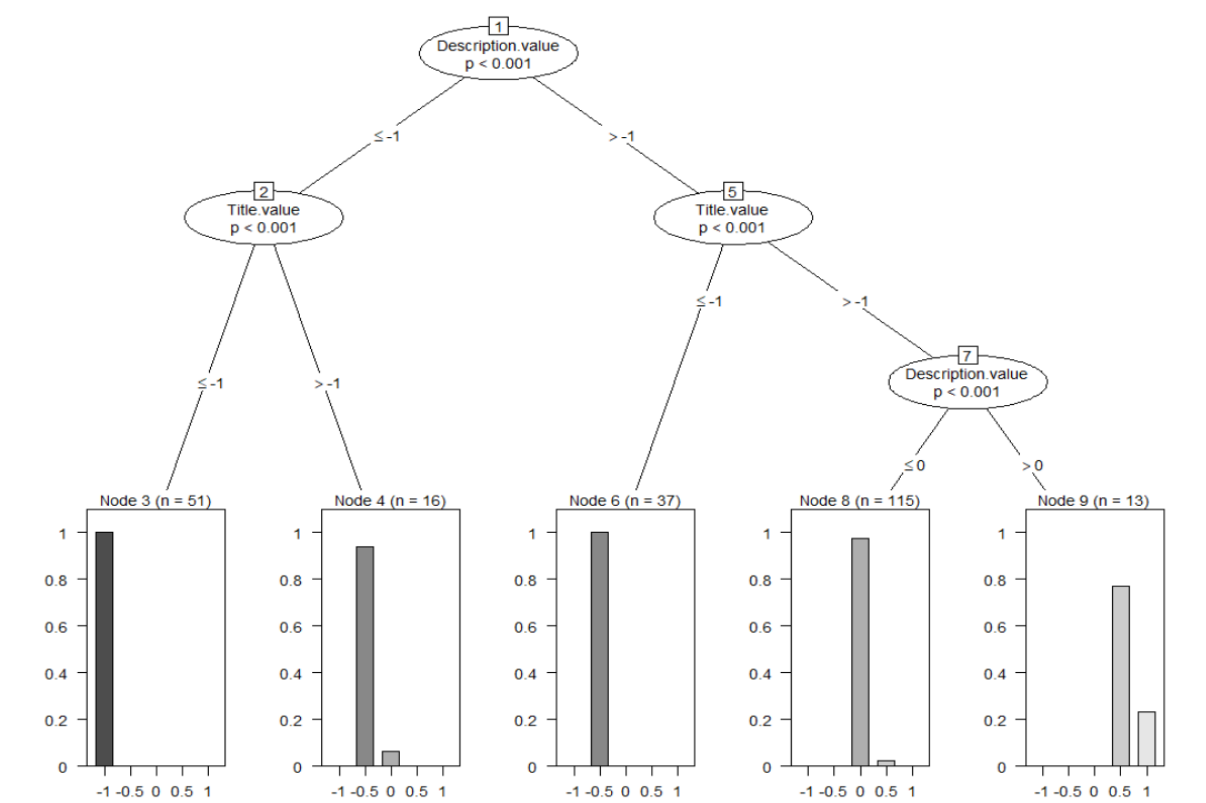 1
Description.value
p < 0.001
≤ -1
> -1
2
Title.value
p < 0.001
5
Title.value
p < 0.001
≤ -1
> -1
7
Description.value
p < 0.001
≤ -1
> -1
≤ 0
> 0
Node 3 (n = 51)
1
0.8
0.6
0.4
0.2
0
-1 -0.5 0 0.5 1
Node 4 (n = 16)
1
0.8
0.6
0.4
0.2
0
-1 -0.5 0 0.5 1
Node 6 (n = 37)
1
0.8
0.6
0.4
0.2
0
-1 -0.5 0 0.5 1
Node 8 (n = 115)
1
0.8
0.6
0.4
0.2
0
-1 -0.5 0 0.5 1
Node 9 (n = 13)
1
0.8
0.6
0.4
0.2
0
-1 -0.5 0 0.5 1